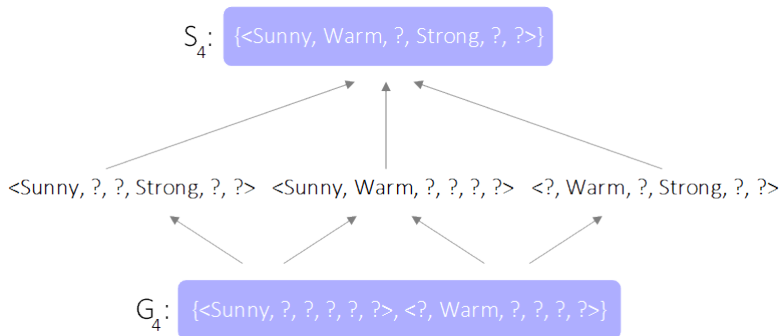 S4: {<Sunny, Warm, ?, Strong, ?, ?>}
<Sunny, ?, ?, Strong, ?, ?> <Sunny, Warm, ?, ?, ?, ?> <?, Warm, ?, Strong, ?, ?>
G4: {<Sunny, ?, ?, ?, ?, ?>, <?, Warm, ?, ?, ?, ?>}